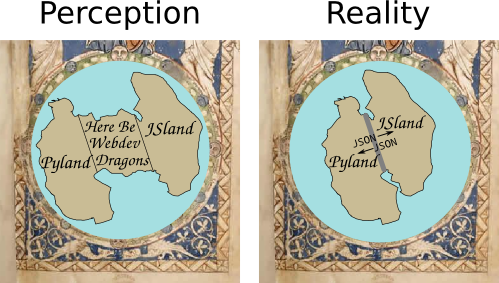 Perception
Reality
Here Be
Webdev
Dragons
JSland
Pyland
JSland
JSON
JSON
Pyland